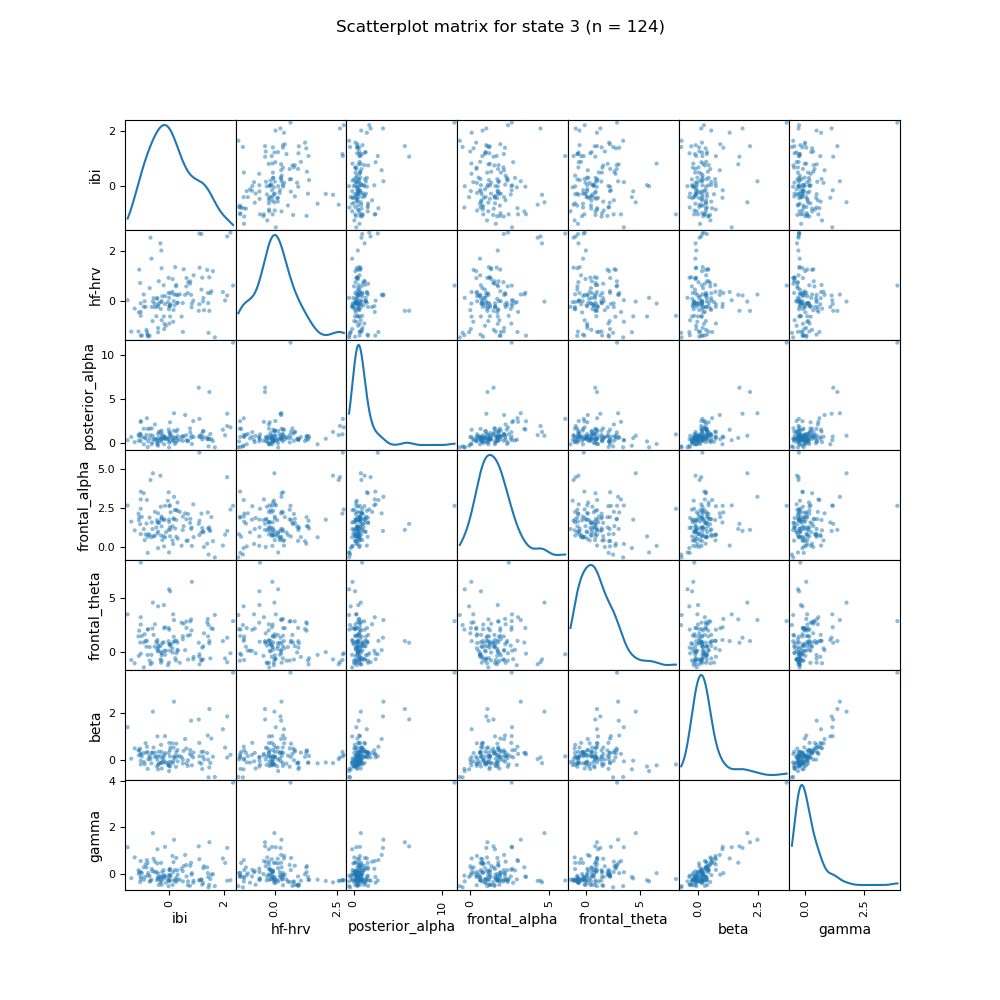 Scatterplot matrix for state 3 (n = 124)
ibi
2
0
hf-hrv
2
0
posterior_alpha
10
5
0
frontal_alpha
5.0
2.5
0.0
frontal_theta
5
0
beta
2
0
gamma
4
2
0
0 2 0.0 2.5 0 10 0 5 0 5 0.0 2.5 0.0 2.5
ibi hf-hrv posterior_alpha frontal_alpha frontal_theta beta gamma